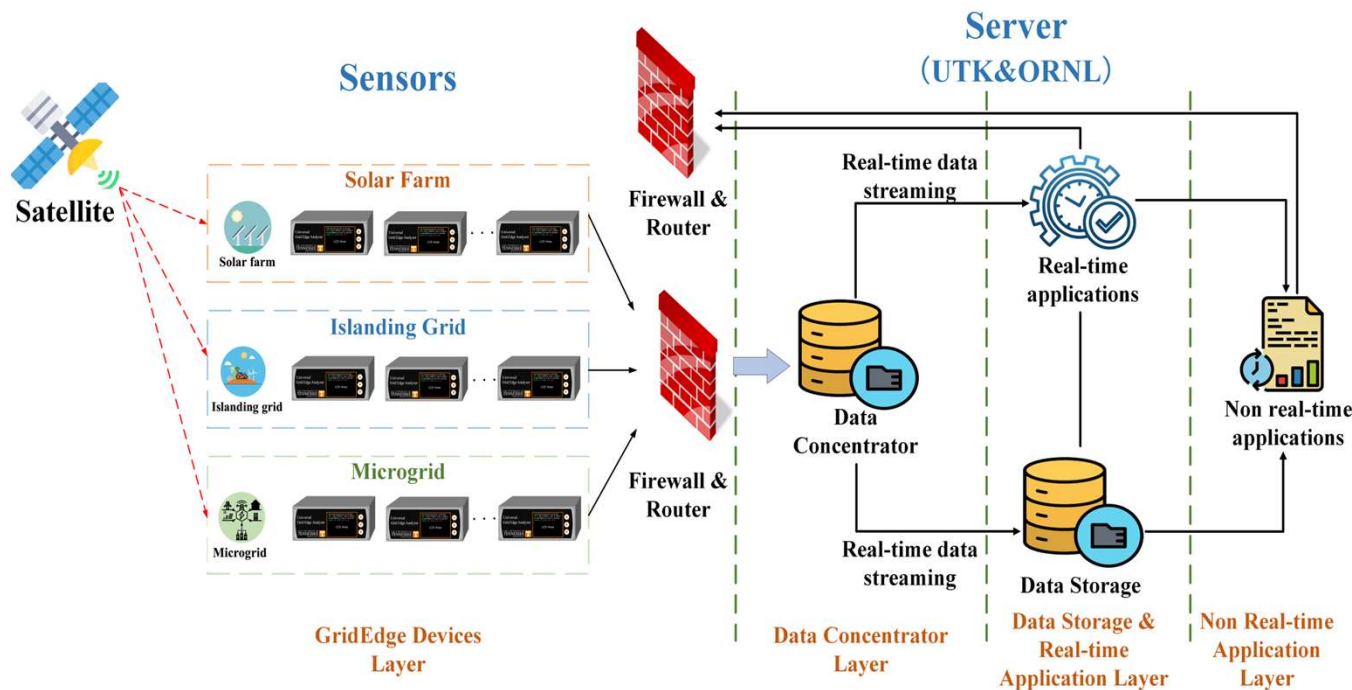 Server
(UTK&ORNL)
Sensors
Satellite
Solar Farm
Solar farm
Islanding Grid
Islanding grid
Microgrid
Microgrid
Firewall &
Router
Firewall &
Router
Real-time data
streaming
Real-time
applications
Data
Concentrator
Real-time data
streaming
Data Storage
Non real-time
applications
GridEdge Devices
Layer
Data Concentrator
Layer
Data Storage &
Real-time
Application Layer
Non Real-time
Application
Layer